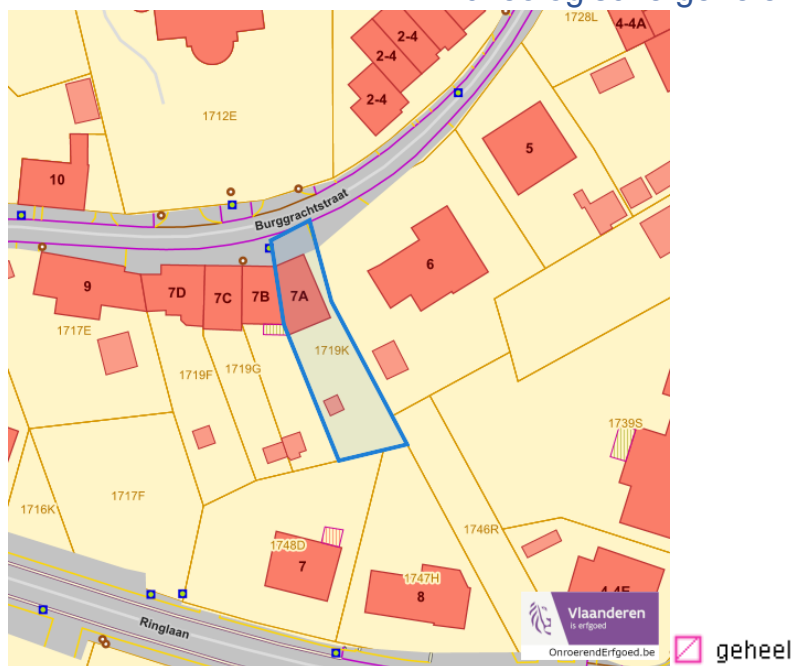 1728L
4-4A
2-4
2-4
2-4
1712E
5
10
Burggrachtstraat
6
9
7D
7C
7B
7A
1717E
1719K
1719F
1719G
1739S
1716K
1717F
1746R
1748D
7
1747H
8
4-4F
Ringlaan
Vlaanderen
is erfgoed
OnroerendErfgoed.be
geheel